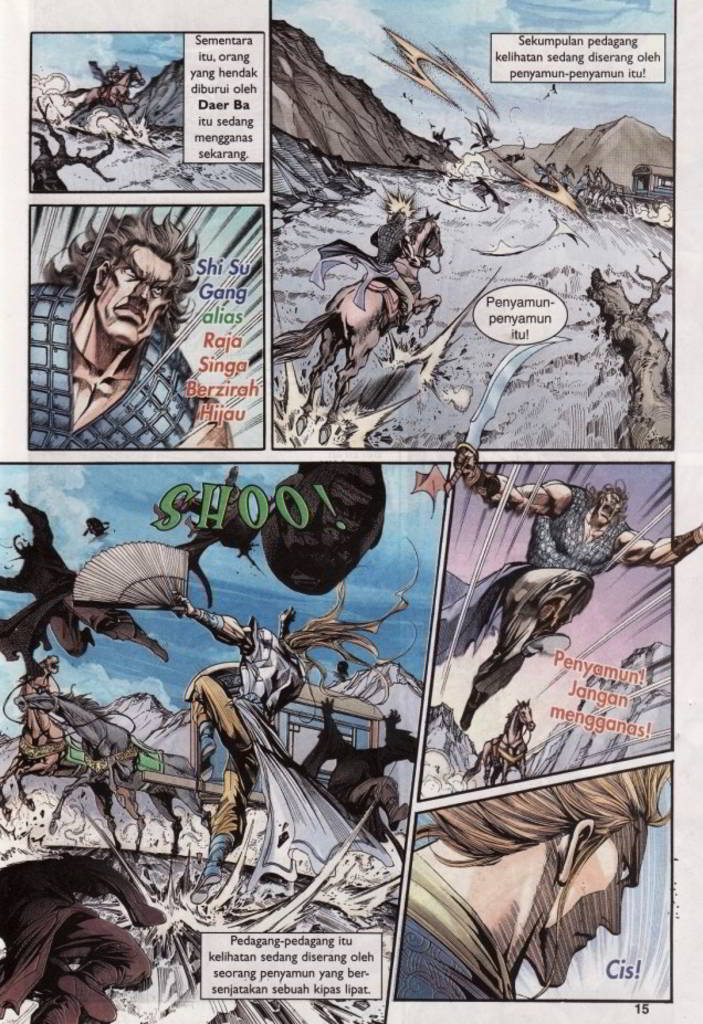 Sementara
itu, orang
yang hendak
diburui oleh
Daer Ba
itu sedang
mengganas
sekarang.
Sekumpulan pedagang
kelihatan sedang diserang oleh
penyamun-penyamun itu!
Shi Su
Gang
alias
Raja
Singa
Berzirah
Hijau
Penyamun-
penyamun
itu!
SHOO!
Penyamun!
Jangan
mengganas!
Pedagang-pedagang itu
kelihatan sedang diserang oleh
seorang penyamun yang ber-
senjatakan sebuah kipas lipat.
Cis!
15